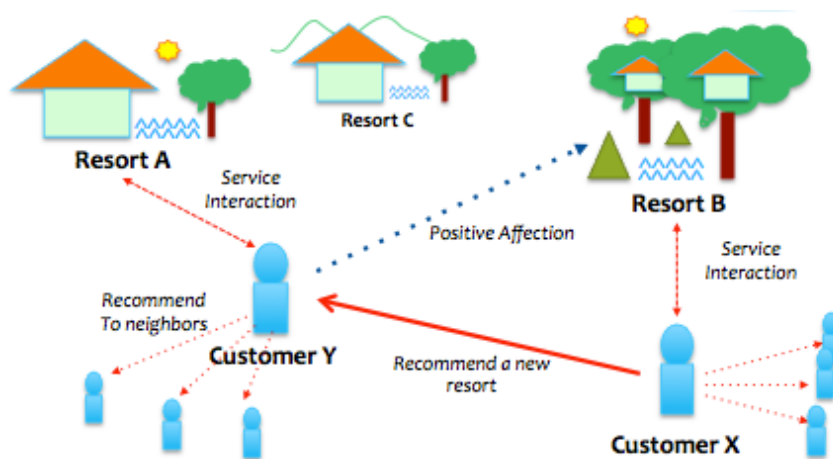 Resort C
Resort A
Resort B
Service
Interaction
Positive Affection
Service
Interaction
Recommend
To neighbors
Customer Y
Recommend a new
resort
Customer X